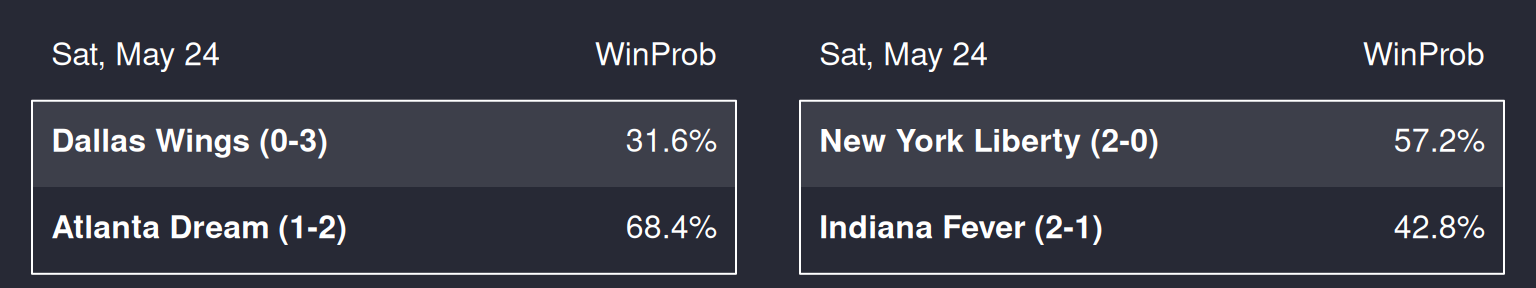 Sat, May 24 WinProb
Dallas Wings (0-3) 31.6%
Atlanta Dream (1-2) 68.4%
Sat, May 24 WinProb
New York Liberty (2-0) 57.2%
Indiana Fever (2-1) 42.8%